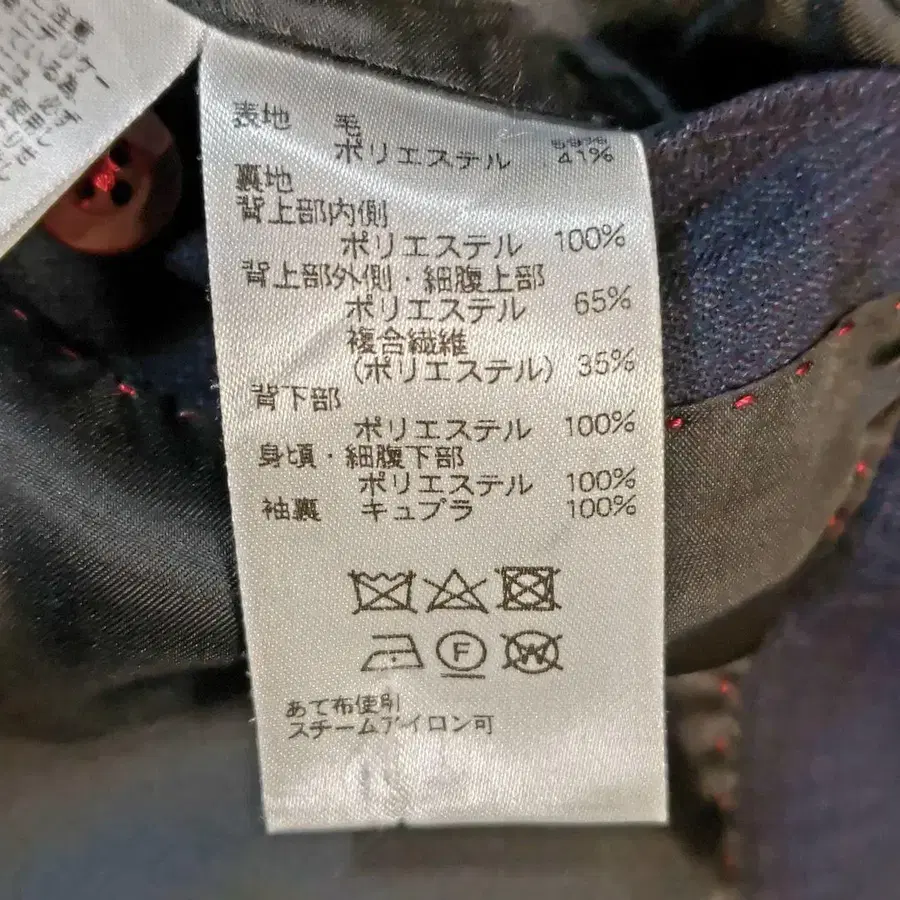 表地 毛
ポリエステル 41%
裏地
背上部内側
ポリエステル 100%
背上部外側・細腹上部
ポリエステル 65%
複合繊維
(ポリエステル) 35%
背下部
ポリエステル 100%
身頃・細腹下部
ポリエステル 100%
袖裏 キュプラ 100%
F W
あて布使用
スチームアイロン可